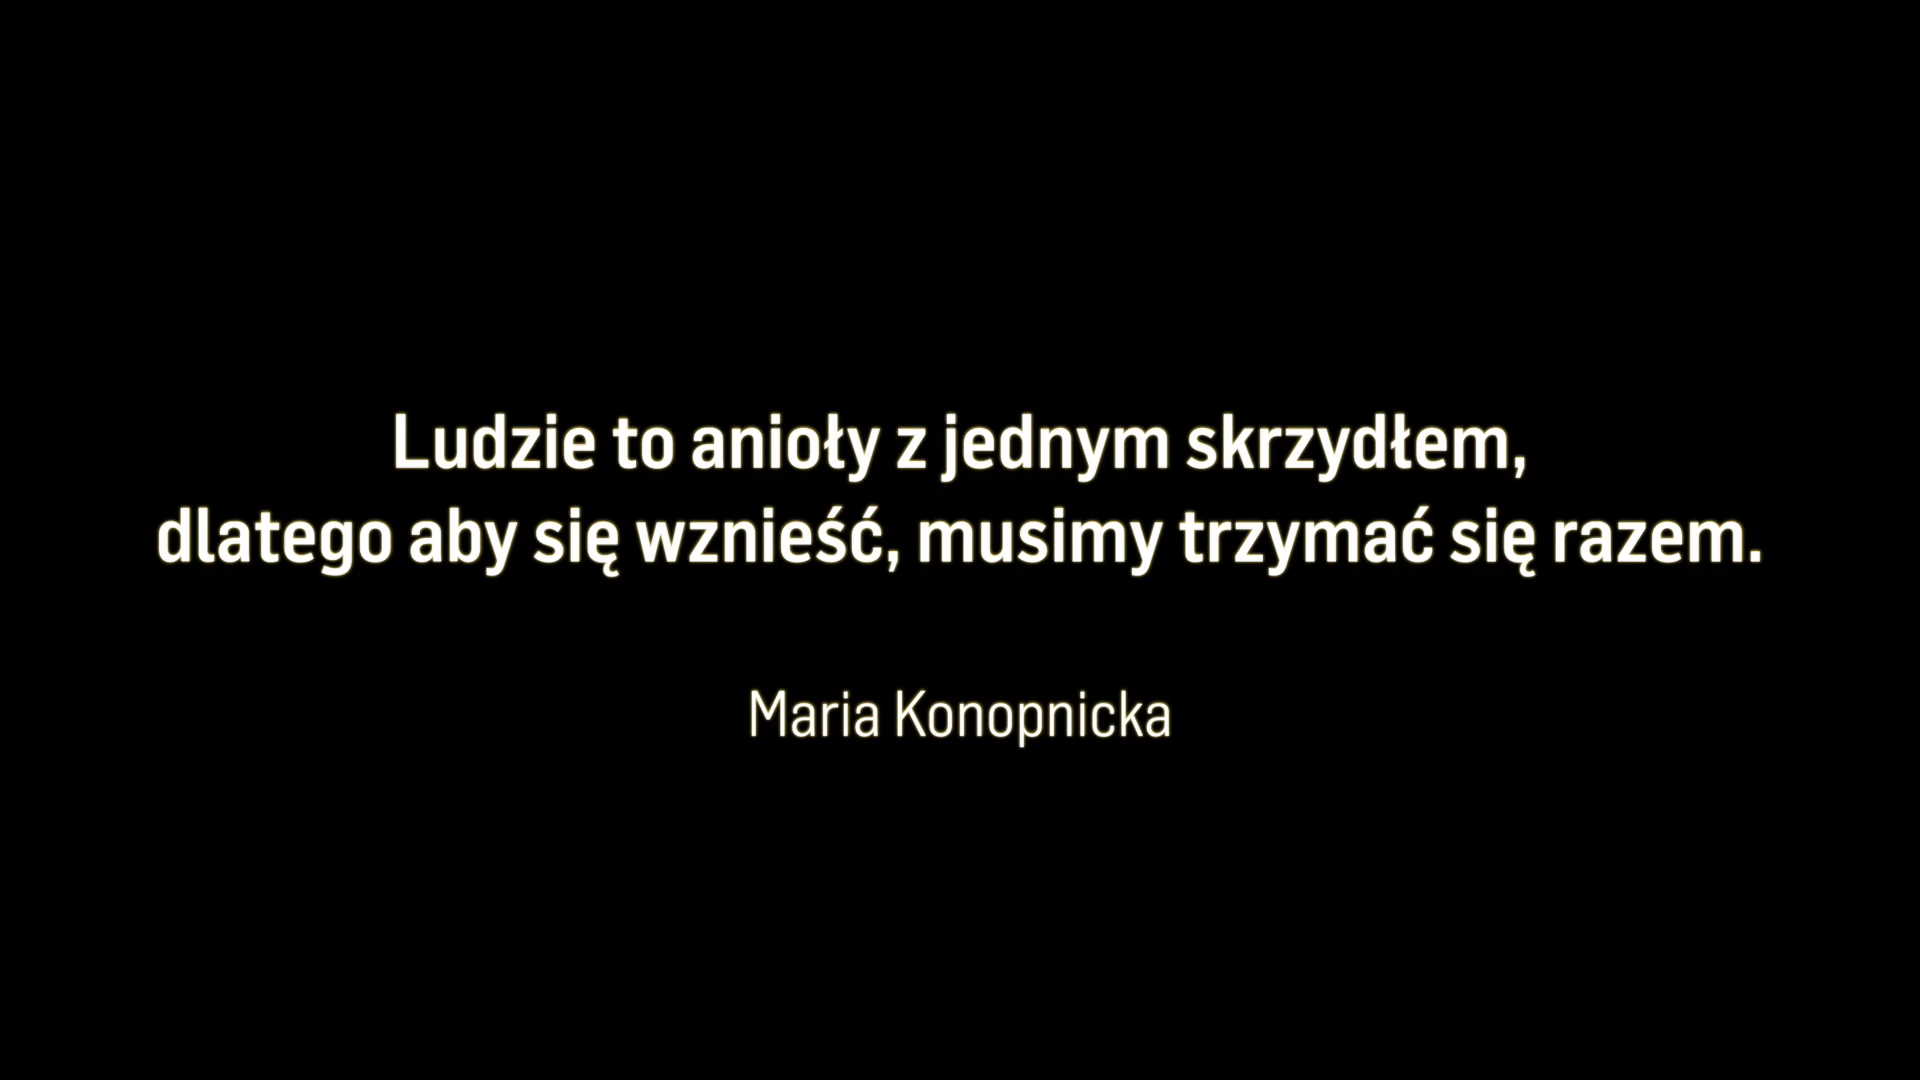 Ludzie to anioły z jednym skrzydłem,
dlatego aby się wznieść, musimy trzymać się razem.
Maria Konopnicka